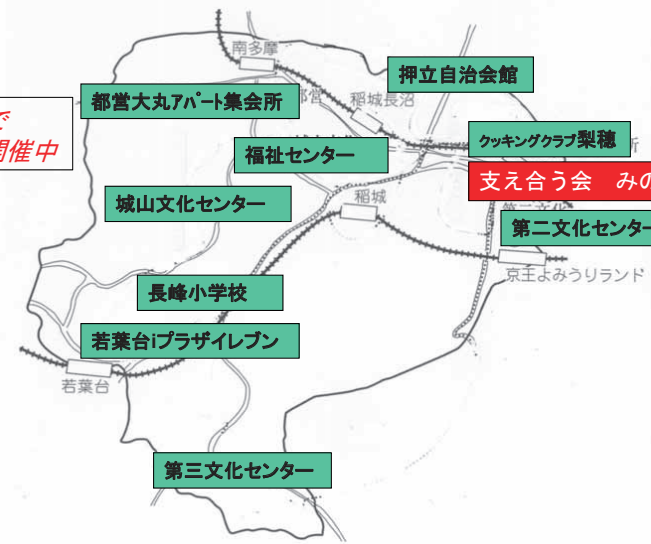 南多摩
押立自治会館
都営大丸アパート集会所
稲城長沼
で
開催中
福祉センター
クッキングクラブ梨穂
所
支え合う会　みの
城山文化センター
稲城
第二文化センター
京王よみうりランド
長峰小学校
若葉台iプラザイレブン
若葉台
第三文化センター